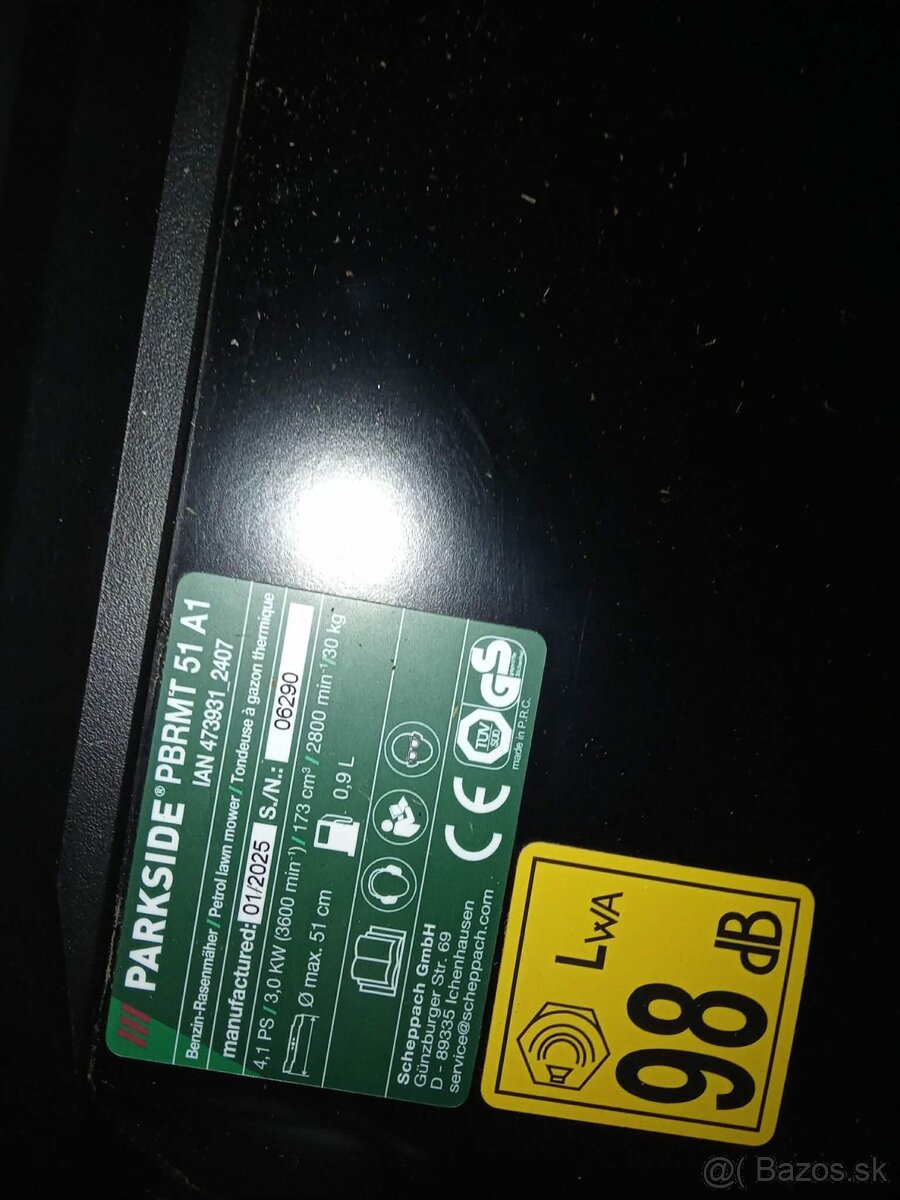 PARKSIDE® PBRMT 51 A1
IAN 473931_2407
Benzin-Rasenmäher / Petrol lawn mower / Tondeuse à gazon thermique
manufactured: 01/2025 S./N.: 06290
4,1 PS / 3,0 KW (3600 min⁻¹) / 173 cm³ / 2800 min⁻¹ / 30 kg
Ø max. 51 cm 0,9 L
Scheppach GmbH
Günzburger Str. 69
D - 89335 Ichenhausen
service@scheppach.com
CE
TÜV
SÜD
GS
made in P.R.C.
LWA
98
dB
@( Bazos.sk